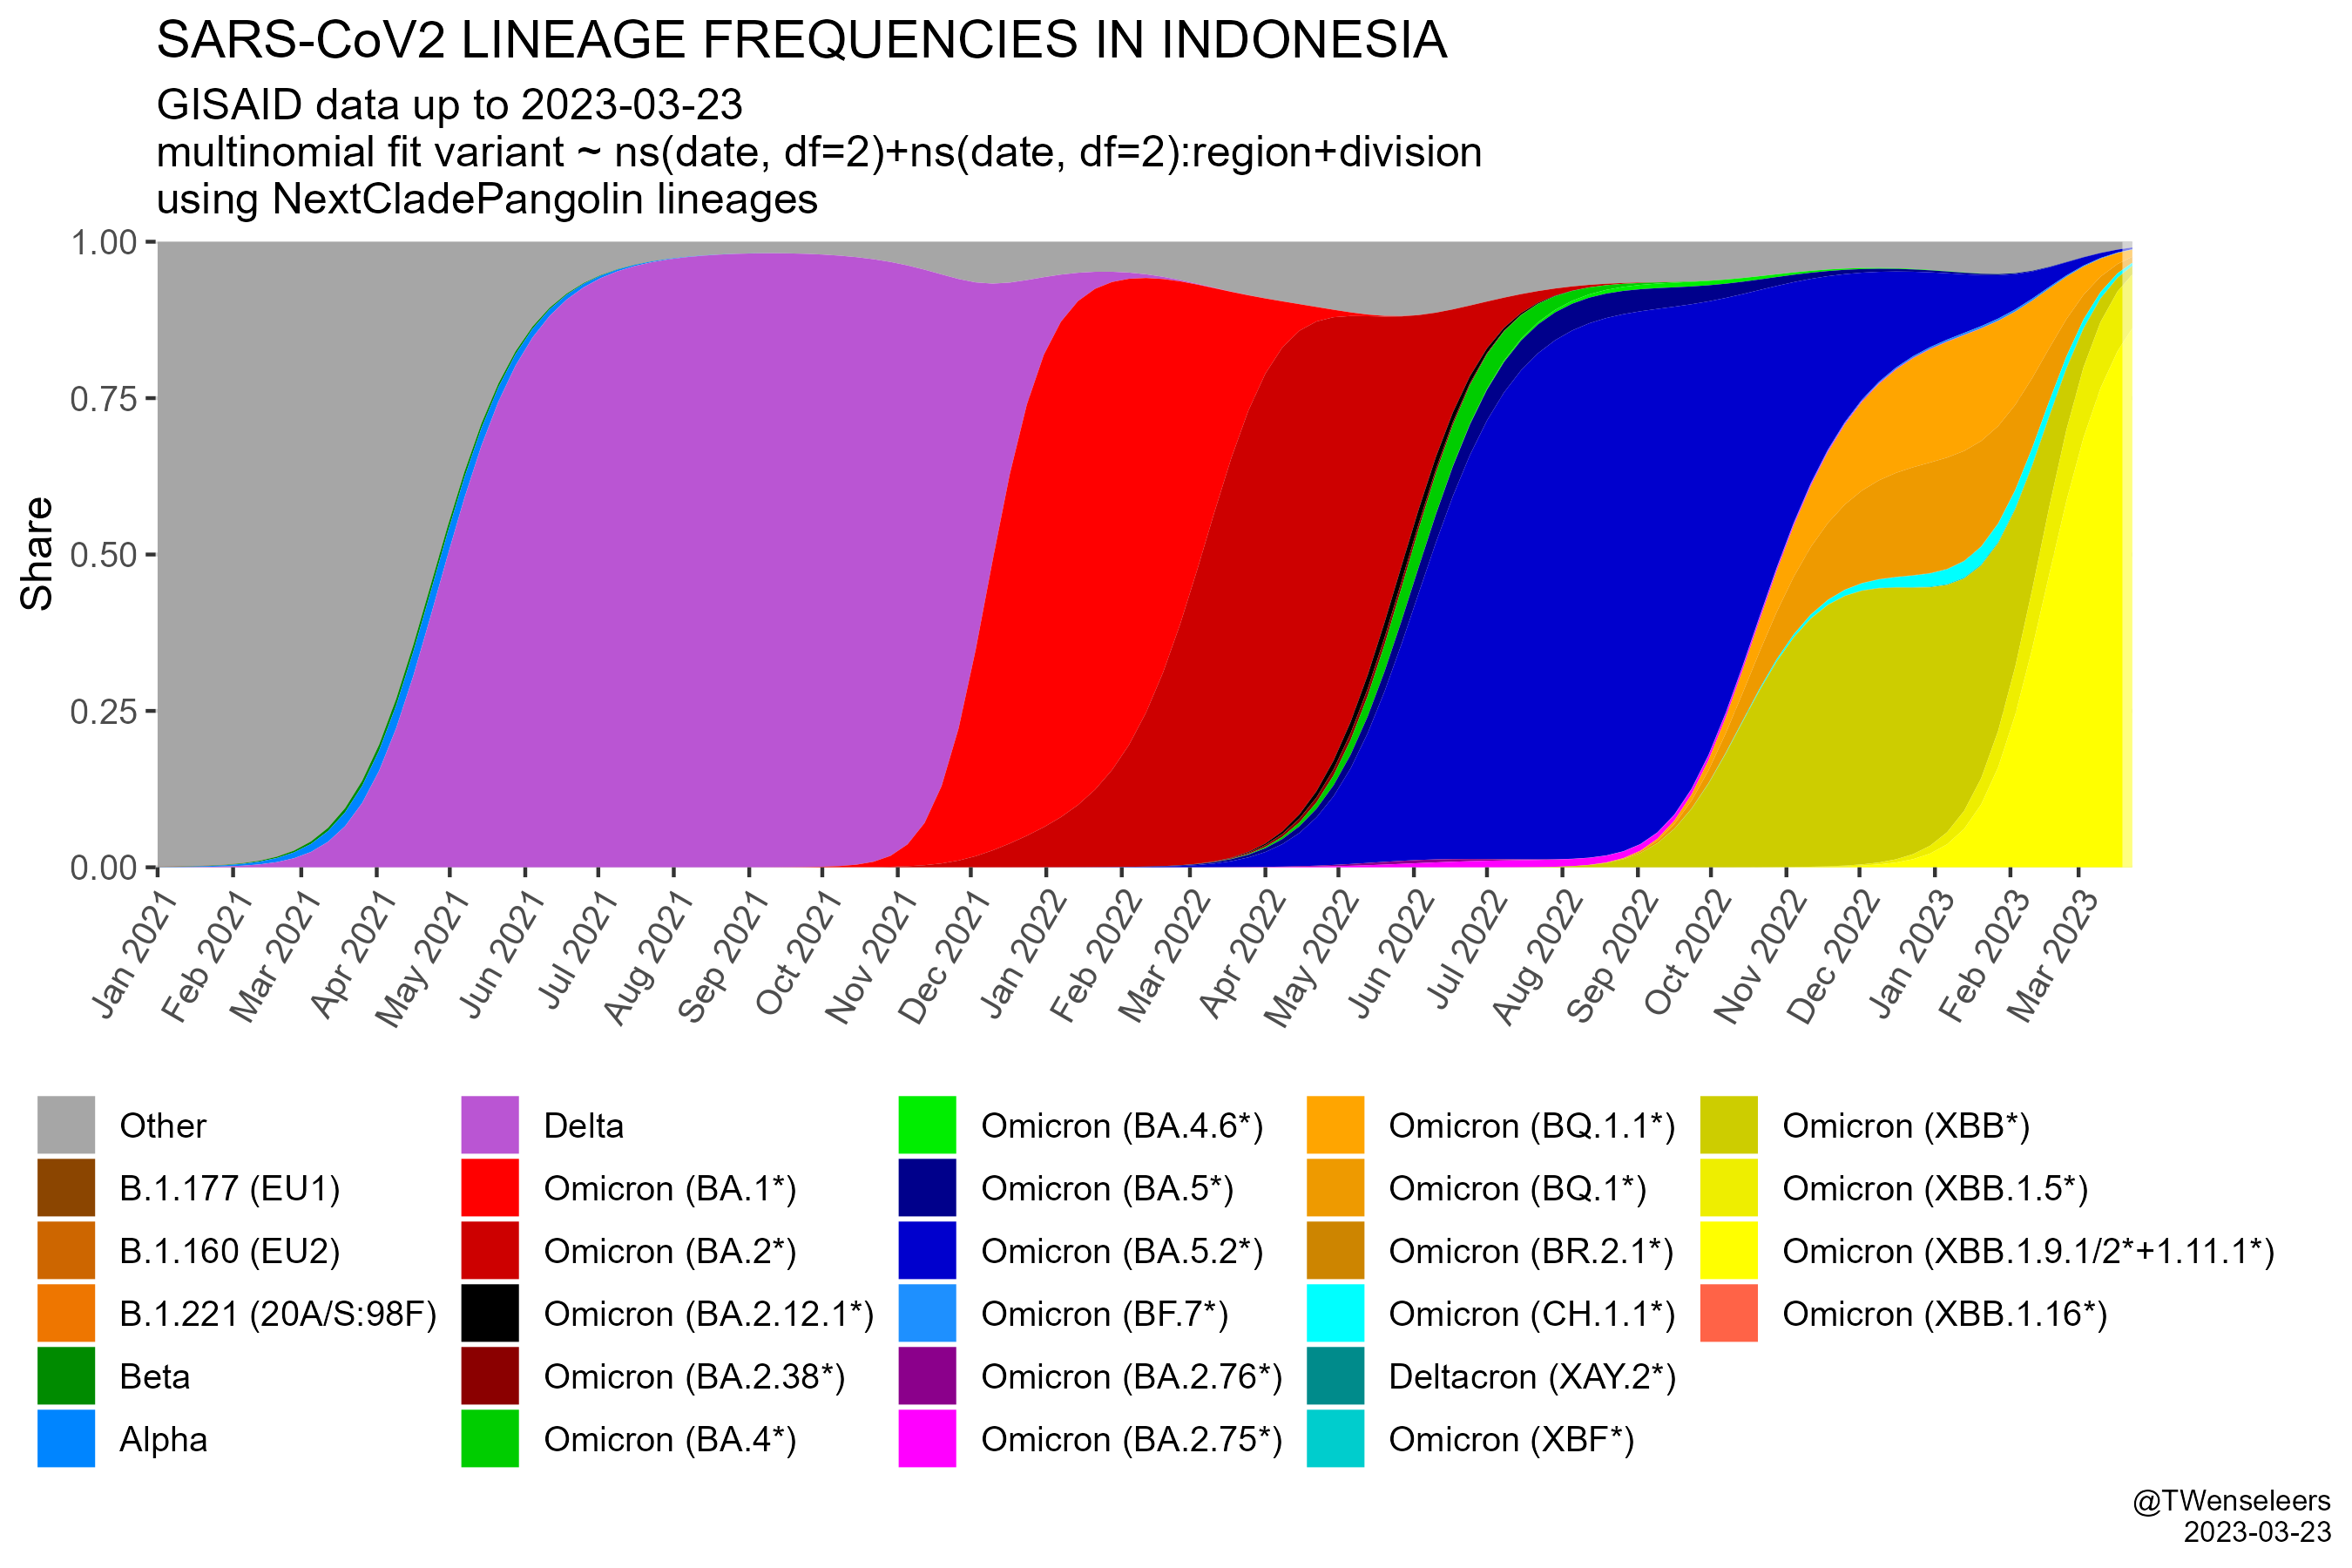 SARS-CoV2 LINEAGE FREQUENCIES IN INDONESIA
GISAID data up to 2023-03-23
multinomial fit variant ~ ns(date, df=2)+ns(date, df=2):region+division
using NextCladePangolin lineages
Share
1.00
0.75
0.50
0.25
0.00
Jan 2021
Feb 2021
Mar 2021
Apr 2021
May 2021
Jun 2021
Jul 2021
Aug 2021
Sep 2021
Oct 2021
Nov 2021
Dec 2021
Jan 2022
Feb 2022
Mar 2022
Apr 2022
May 2022
Jun 2022
Jul 2022
Aug 2022
Sep 2022
Oct 2022
Nov 2022
Dec 2022
Jan 2023
Feb 2023
Mar 2023
Other
B.1.177 (EU1)
B.1.160 (EU2)
B.1.221 (20A/S:98F)
Beta
Alpha
Delta
Omicron (BA.1*)
Omicron (BA.2*)
Omicron (BA.2.12.1*)
Omicron (BA.2.38*)
Omicron (BA.4*)
Omicron (BA.4.6*)
Omicron (BA.5*)
Omicron (BA.5.2*)
Omicron (BF.7*)
Omicron (BA.2.76*)
Omicron (BA.2.75*)
Omicron (BQ.1.1*)
Omicron (BQ.1*)
Omicron (BR.2.1*)
Omicron (CH.1.1*)
Deltacron (XAY.2*)
Omicron (XBF*)
Omicron (XBB*)
Omicron (XBB.1.5*)
Omicron (XBB.1.9.1/2*+1.11.1*)
Omicron (XBB.1.16*)
@TWenseleers
2023-03-23